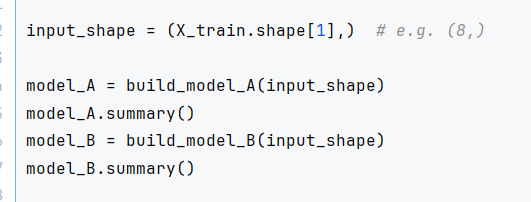 input_shape = (X_train.shape[1],)  # e.g. (8,)
model_A = build_model_A(input_shape)
model_A.summary()
model_B = build_model_B(input_shape)
model_B.summary()